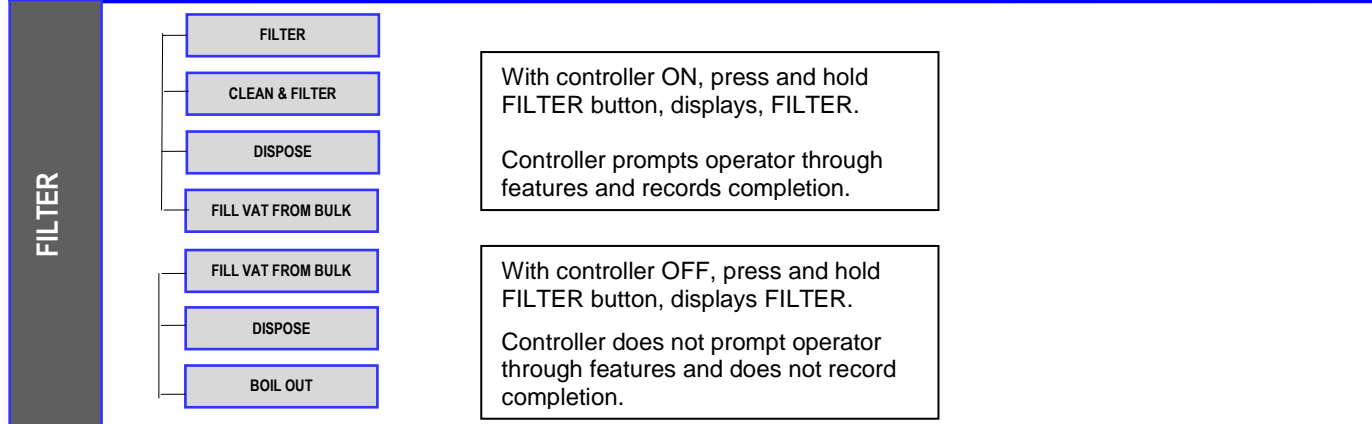 FILTER
FILTER
CLEAN & FILTER
DISPOSE
FILL VAT FROM BULK
With controller ON, press and hold
FILTER button, displays, FILTER.
Controller prompts operator through
features and records completion.
FILL VAT FROM BULK
DISPOSE
BOIL OUT
With controller OFF, press and hold
FILTER button, displays FILTER.
Controller does not prompt operator
through features and does not record
completion.